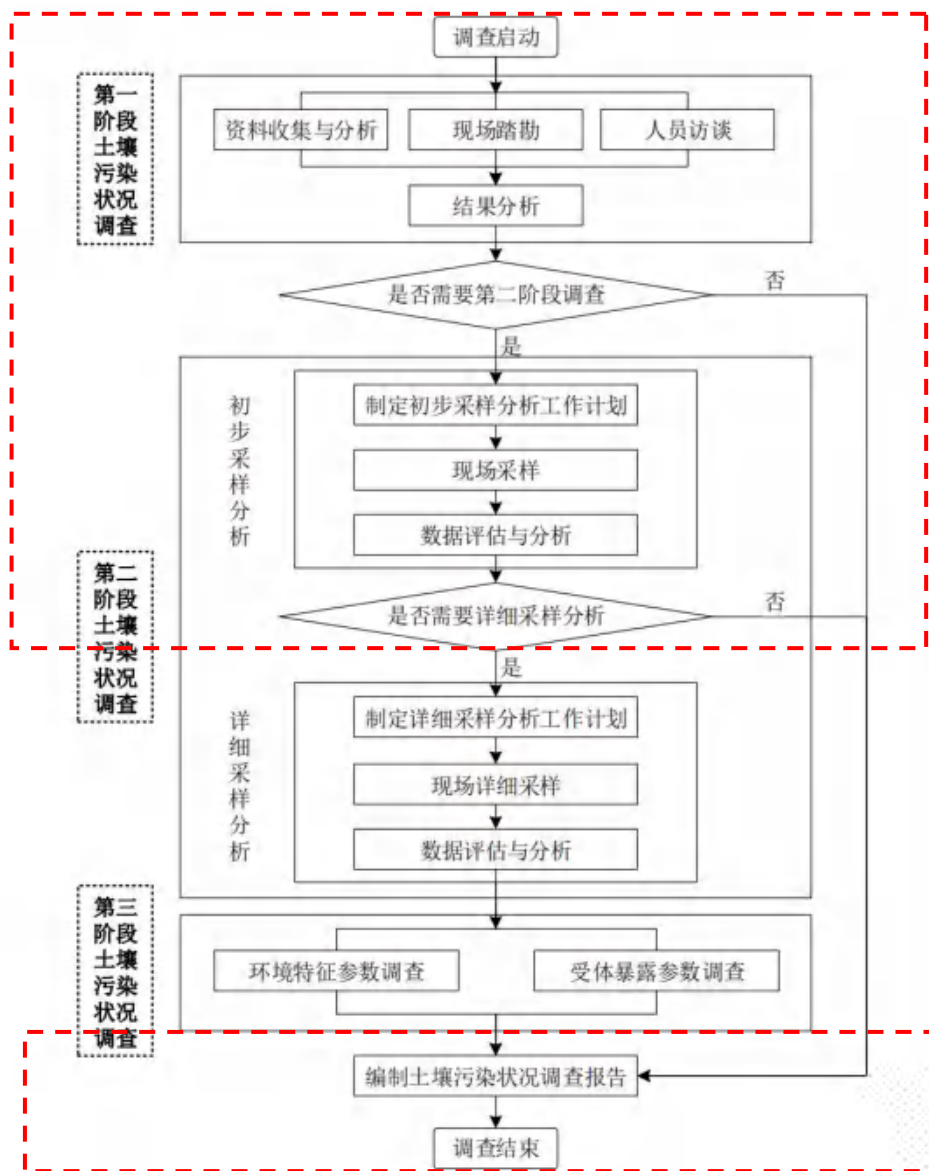 调查启动
第一
阶段
土壤
污染
状况
调查
资料收集与分析
现场踏勘
人员访谈
结果分析
是否需要第二阶段调查
否
是
初步采样分析
制定初步采样分析工作计划
现场采样
数据评估与分析
第二
阶段
土壤
污染
状况
调查
是否需要详细采样分析
否
是
详细采样分析
制定详细采样分析工作计划
现场详细采样
数据评估与分析
第三
阶段
土壤
污染
状况
调查
环境特征参数调查
受体暴露参数调查
编制土壤污染状况调查报告
调查结束